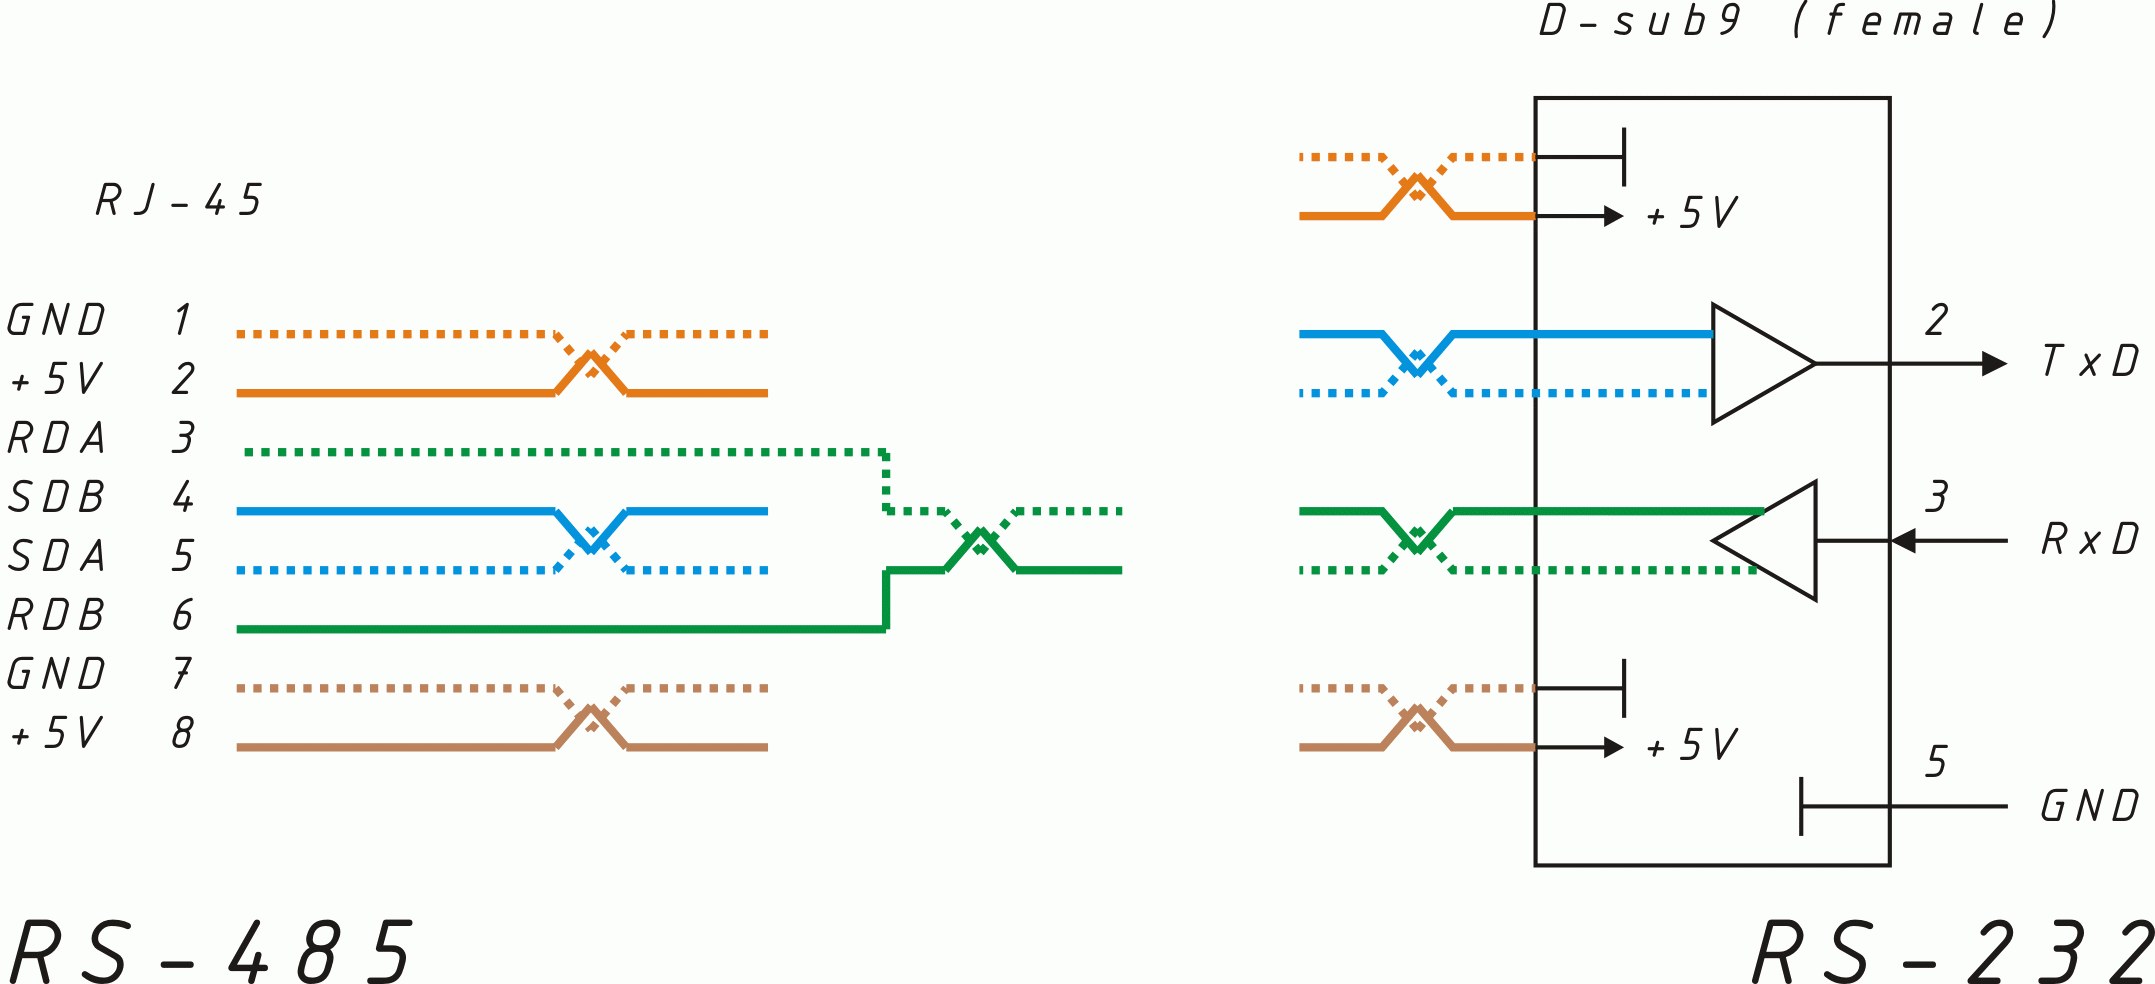 D-sub9 (female)
RJ-45
+5V
GND 1
+5V 2
RDA 3
SDB 4
SDA 5
RDB 6
GND 7
+5V 8
2
TxD
3
RxD
+5V
5
GND
RS-485
RS-232